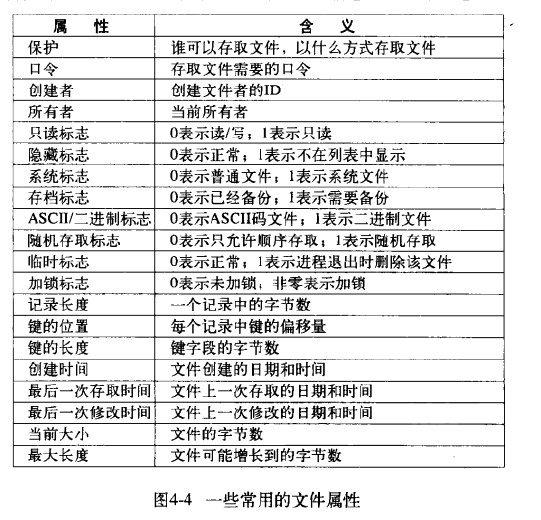 属 性 含 义
保护 谁可以存取文件，以什么方式存取文件
口令 存取文件需要的口令
创建者 创建文件者的ID
所有者 当前所有者
只读标志 0表示读/写；1表示只读
隐藏标志 0表示正常；1表示不在列表中显示
系统标志 0表示普通文件；1表示系统文件
存档标志 0表示已经备份；1表示需要备份
ASCII/二进制标志 0表示ASCII码文件；1表示二进制文件
随机存取标志 0表示只允许顺序存取；1表示随机存取
临时标志 0表示正常；1表示进程退出时删除该文件
加锁标志 0表示未加锁；非零表示加锁
记录长度 一个记录中的字节数
键的位置 每个记录中键的偏移量
键的长度 键字段的字节数
创建时间 文件创建的日期和时间
最后一次存取时间 文件上一次存取的日期和时间
最后一次修改时间 文件上一次修改的日期和时间
当前大小 文件的字节数
最大长度 文件可能增长到的字节数
图4-4 一些常用的文件属性